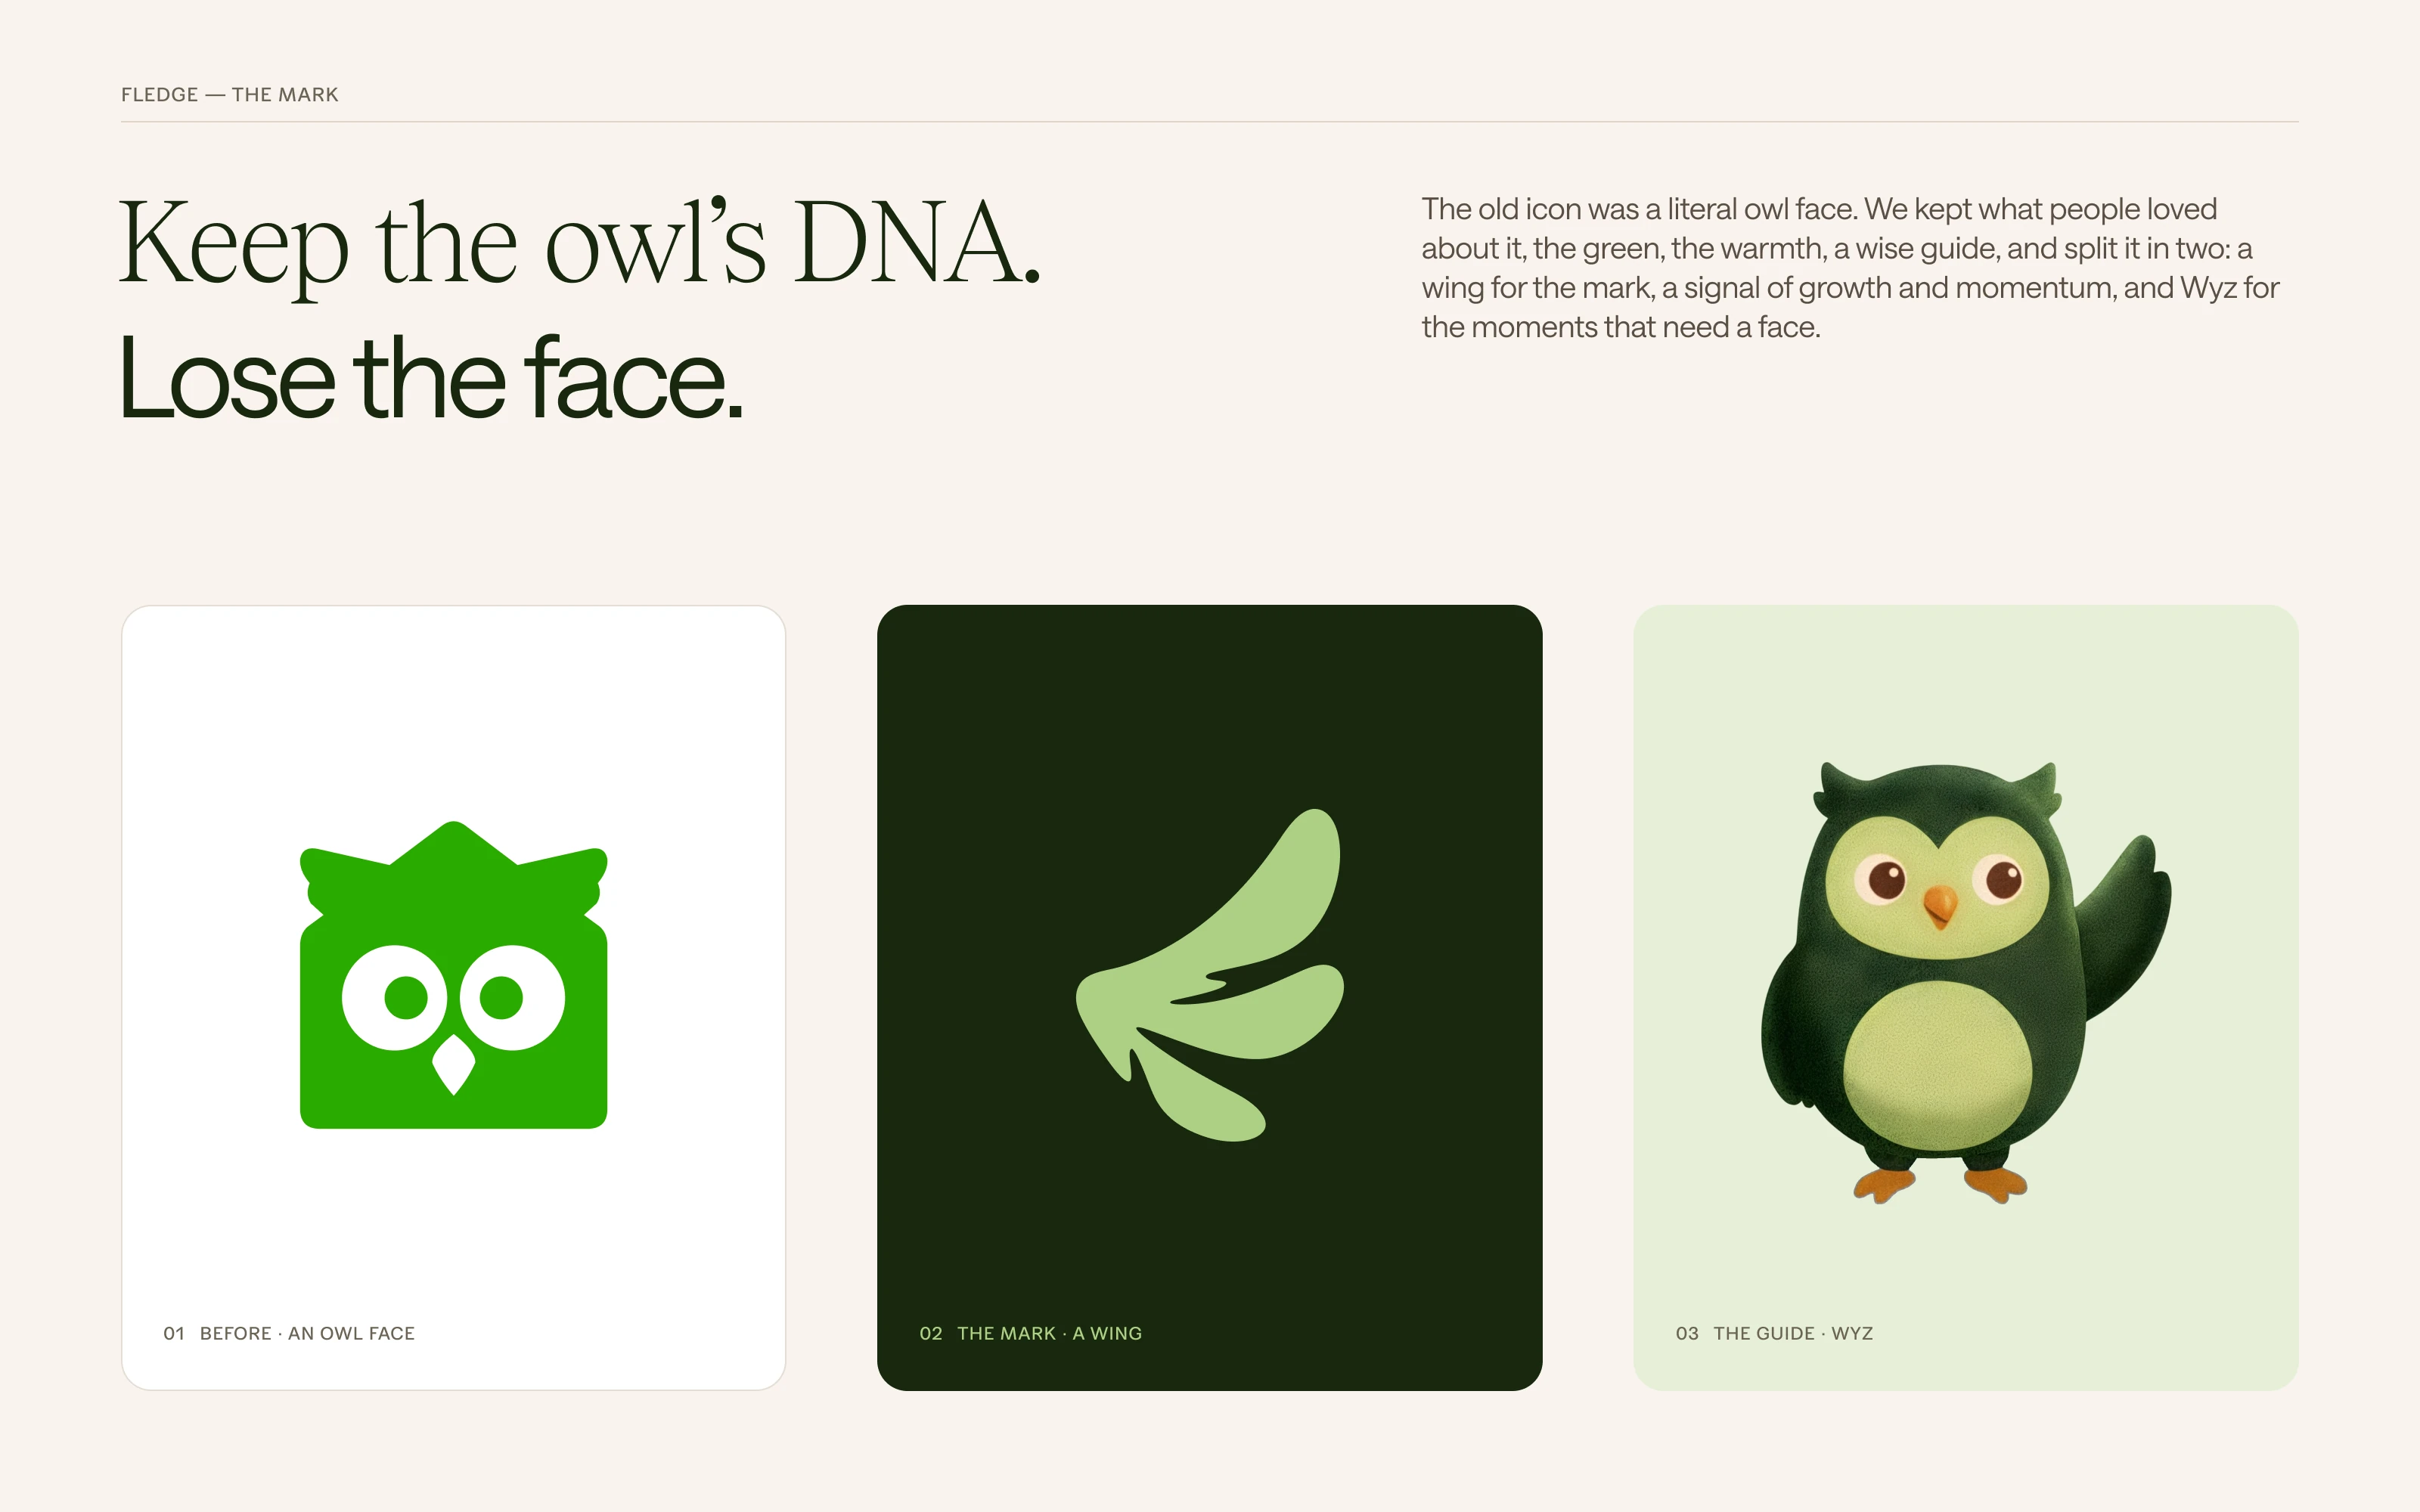 FLEDGE — THE MARK
Keep the owl’s DNA.
Lose the face.
The old icon was a literal owl face. We kept what people loved
about it, the green, the warmth, a wise guide, and split it in two: a
wing for the mark, a signal of growth and momentum, and Wyz for
the moments that need a face.
01 BEFORE · AN OWL FACE
02 THE MARK · A WING
03 THE GUIDE · WYZ